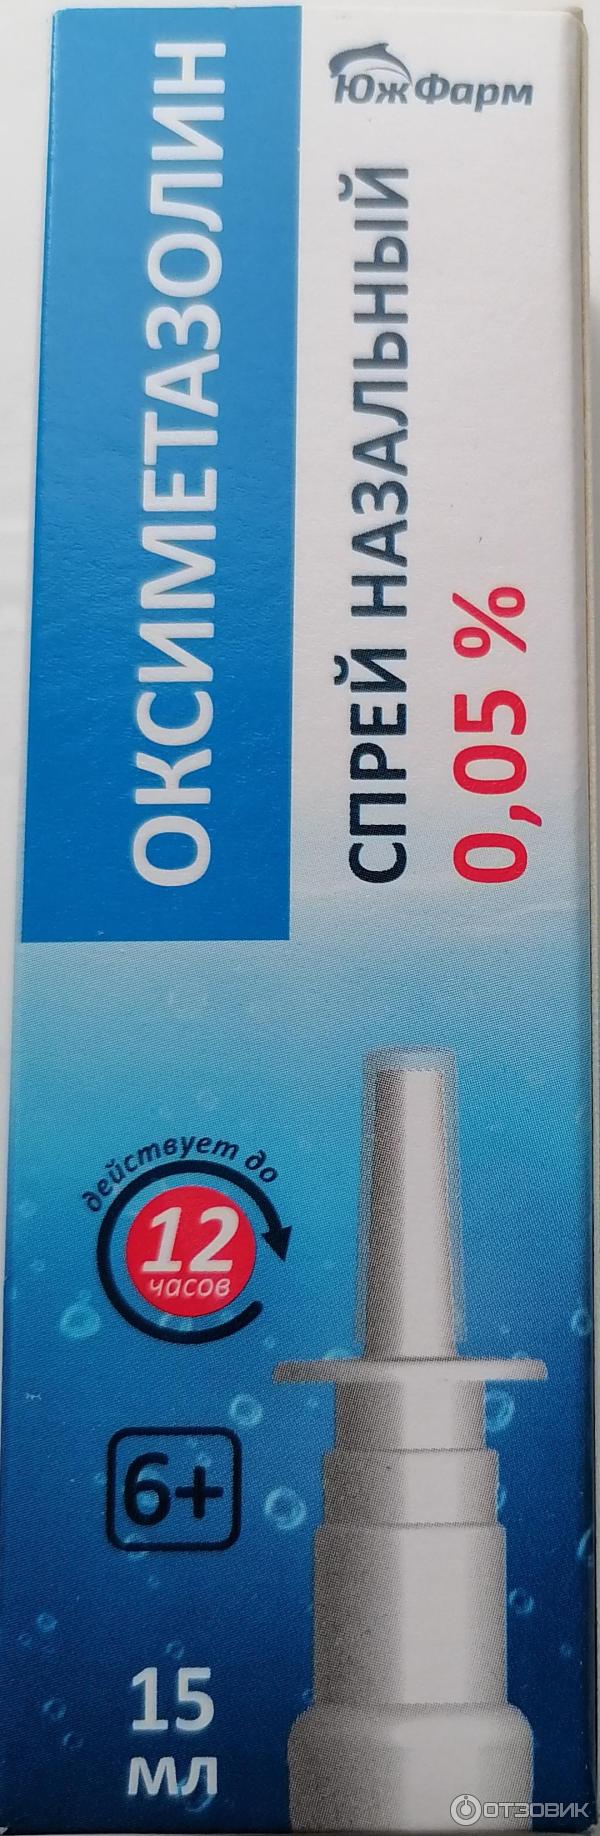 ЮжФарм
ОКСИМЕТАЗОЛИН
СПРЕЙ НАЗАЛЬНЫЙ
0,05 %
действует до
12
часов
6+
15
мл
ОТЗОВИК